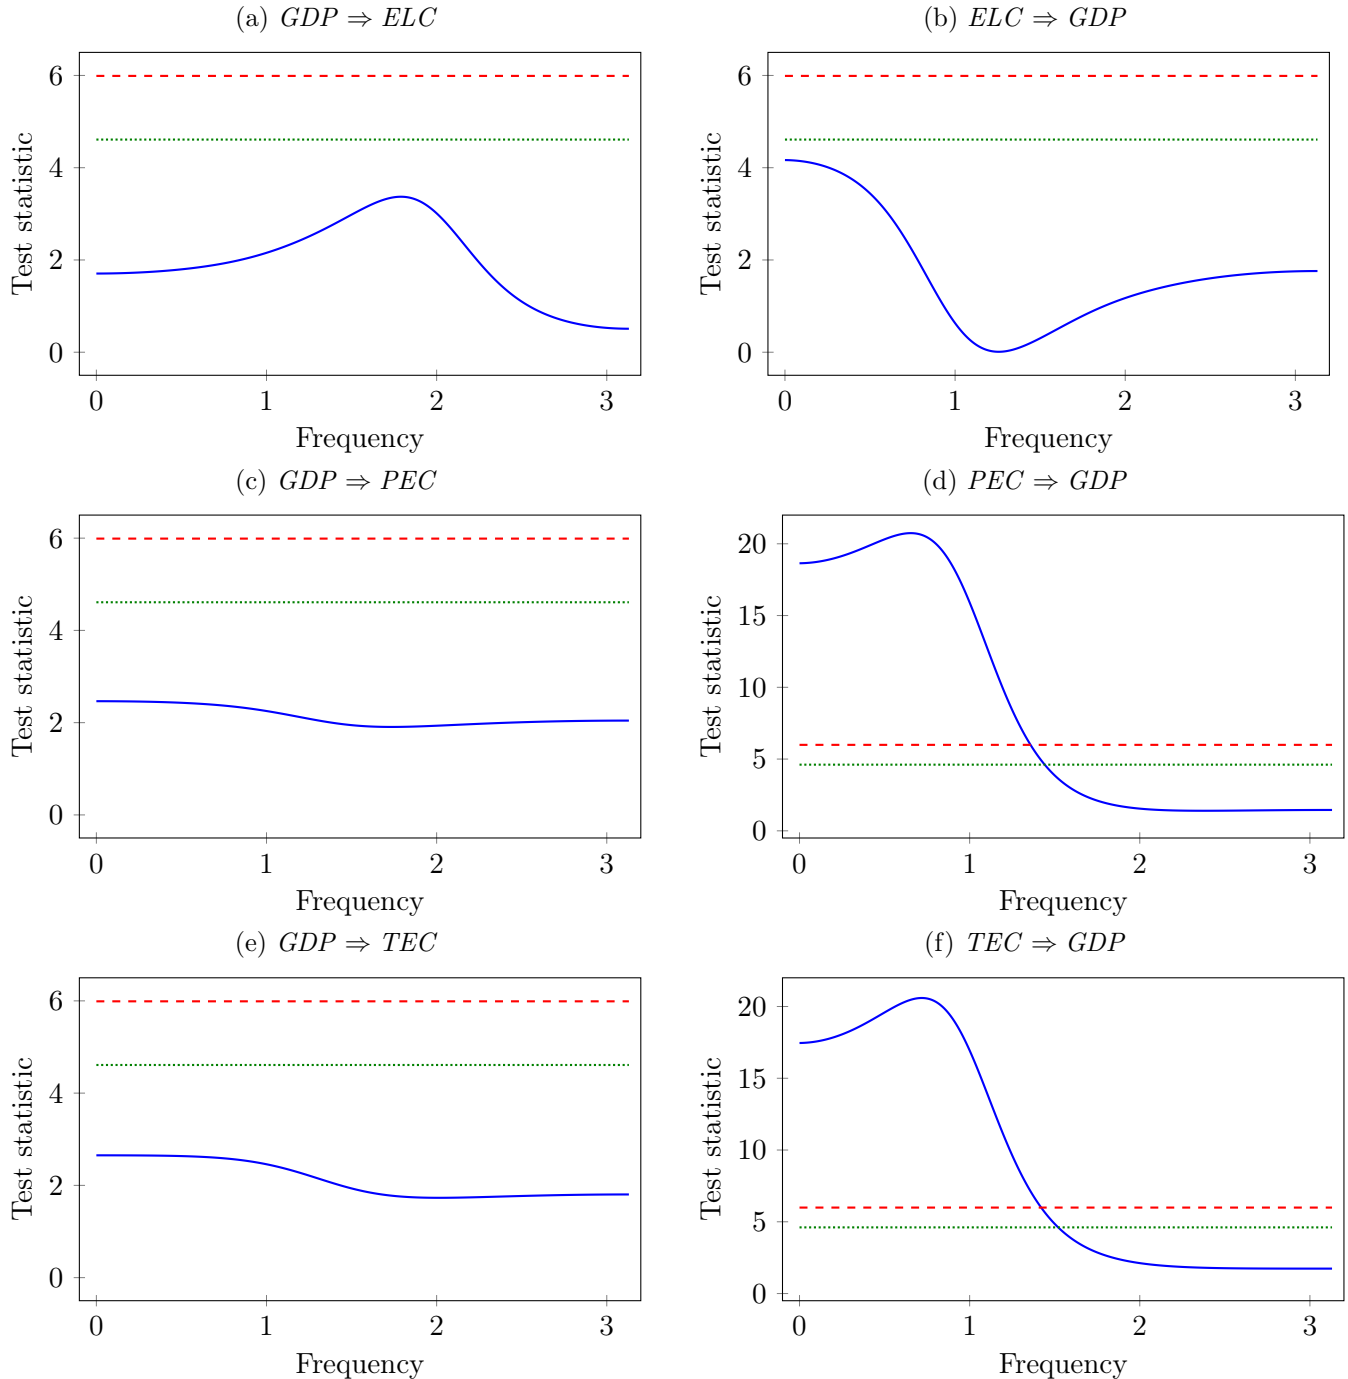 (a) GDP ⇒ ELC
6
4
2
0
Test statistic
0 1 2 3
Frequency
(b) ELC ⇒ GDP
6
4
2
0
Test statistic
0 1 2 3
Frequency
(c) GDP ⇒ PEC
6
4
2
0
Test statistic
0 1 2 3
Frequency
(d) PEC ⇒ GDP
20
15
10
5
0
Test statistic
0 1 2 3
Frequency
(e) GDP ⇒ TEC
6
4
2
0
Test statistic
0 1 2 3
Frequency
(f) TEC ⇒ GDP
20
15
10
5
0
Test statistic
0 1 2 3
Frequency